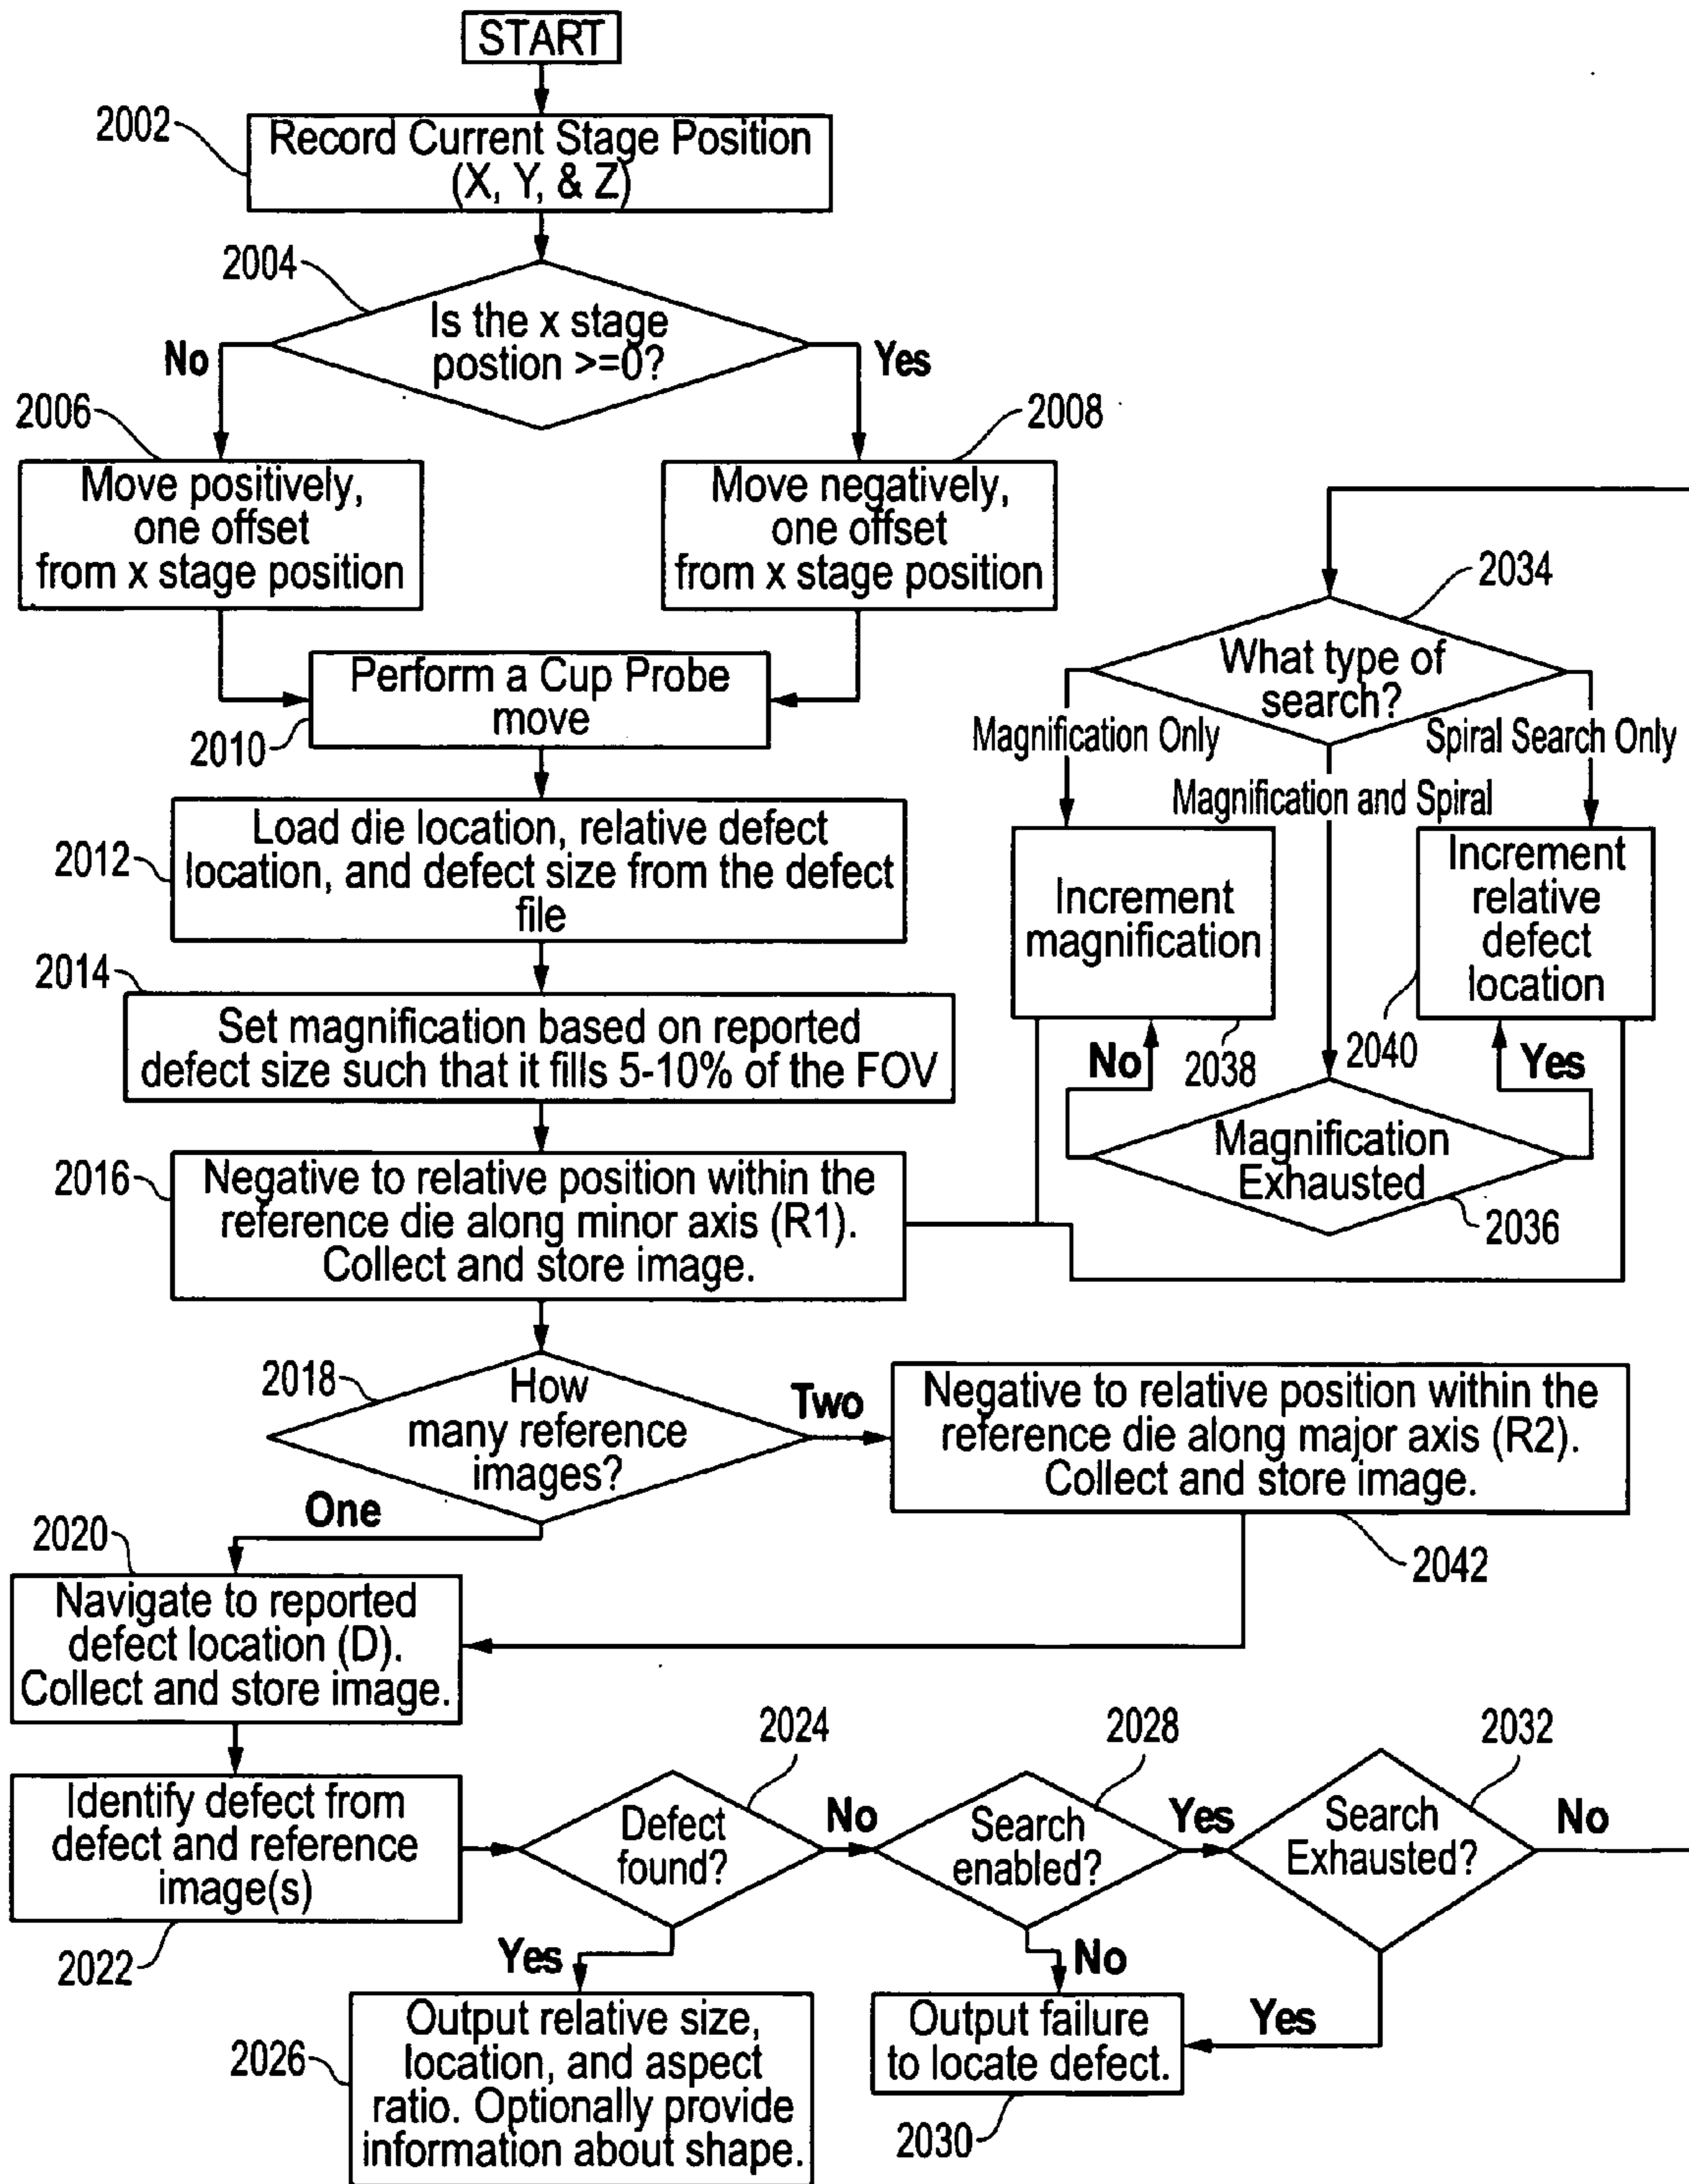 START
2002
Record Current Stage Position
(X, Y, & Z)
2004
Is the x stage
postion >=0?
No
Yes
2006
2008
Move positively,
one offset
from x stage position
Move negatively,
one offset
from x stage position
2010
Perform a Cup Probe
move
2012
Load die location, relative defect
location, and defect size from the defect
file
2014
Set magnification based on reported
defect size such that it fills 5-10% of the FOV
2016
Negative to relative position within the
reference die along minor axis (R1).
Collect and store image.
2034
What type of
search?
Magnification Only
Spiral Search Only
Magnification and Spiral
Increment
magnification
2038
Increment
relative
defect
location
2040
No
Yes
Magnification
Exhausted
2036
2018
How
many reference
images?
Two
One
Negative to relative position within the
reference die along major axis (R2).
Collect and store image.
2042
2020
Navigate to reported
defect location (D).
Collect and store image.
Identify defect from
defect and reference
image(s)
2022
2024
Defect
found?
No
Yes
2028
Search
enabled?
Yes
No
2032
Search
Exhausted?
No
Yes
2026
Output relative size,
location, and aspect
ratio. Optionally provide
information about shape.
Output failure
to locate defect.
2030